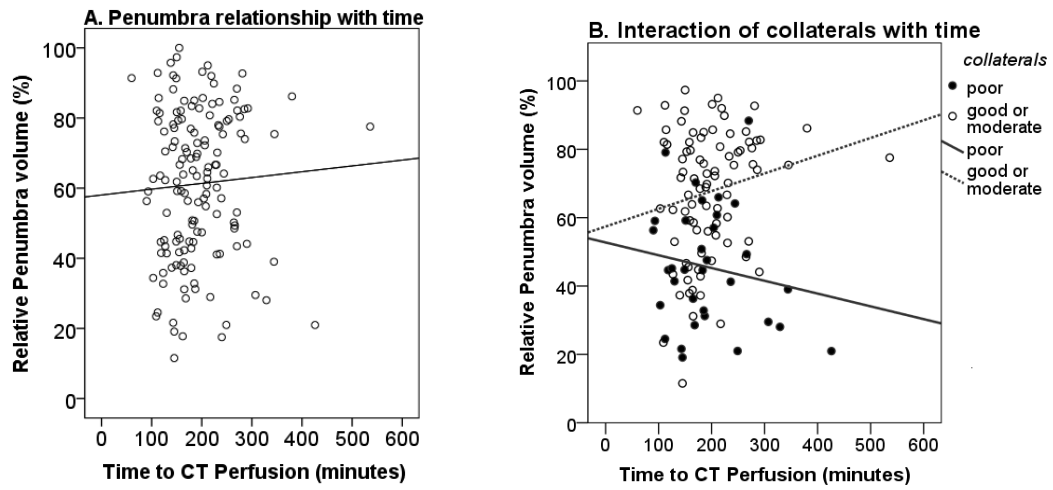 A. Penumbra relationship with time
Relative Penumbra volume (%)
100
80
60
40
20
0
0 100 200 300 400 500 600
Time to CT Perfusion (minutes)
B. Interaction of collaterals with time
Relative Penumbra volume (%)
100
80
60
40
20
0
0 100 200 300 400 500 600
Time to CT Perfusion (minutes)
collaterals
poor
good or
moderate
poor
good or
moderate